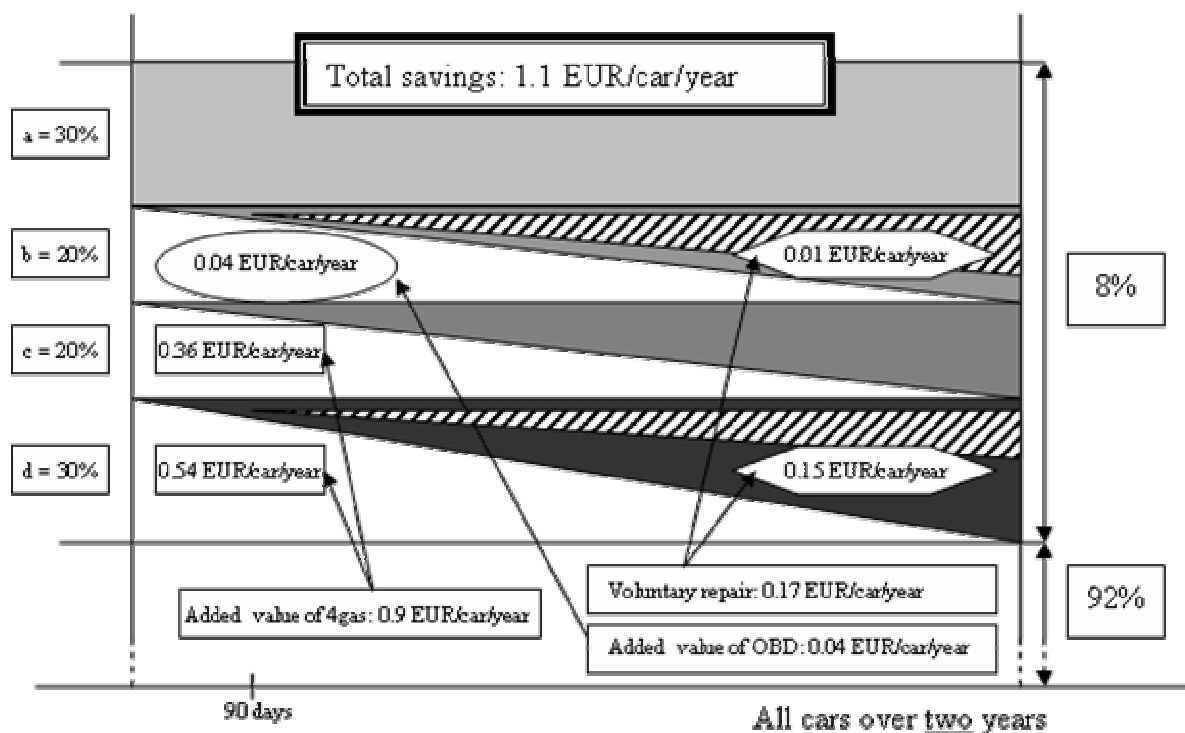 Total savings: 1.1 EUR/car/year
a = 30%
b = 20%
0.04 EUR/car/year
0.01 EUR/car/year
8%
c = 20%
0.36 EUR/car/year
d = 30%
0.54 EUR/car/year
0.15 EUR/car/year
Voluntary repair: 0.17 EUR/car/year
92%
Added value of 4gas: 0.9 EUR/car/year
Added value of OBD: 0.04 EUR/car/year
90 days
All cars over two years